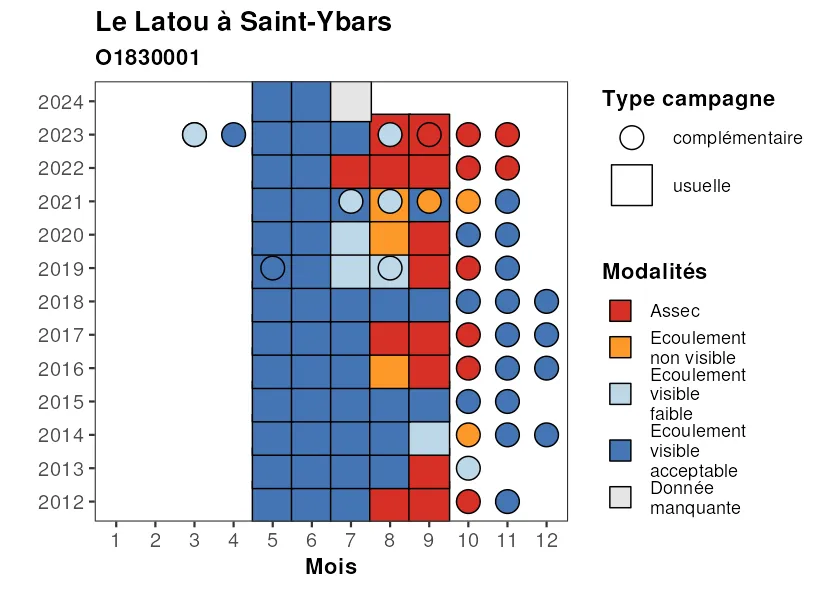 Le Latou à Saint-Ybars
O1830001
2024
2023
2022
2021
2020
2019
2018
2017
2016
2015
2014
2013
2012
1 2 3 4 5 6 7 8 9 10 11 12
Mois
Type campagne
complémentaire
usuelle
Modalités
Assec
Ecoulement
non visible
Ecoulement
visible
faible
Ecoulement
visible
acceptable
Donnée
manquante